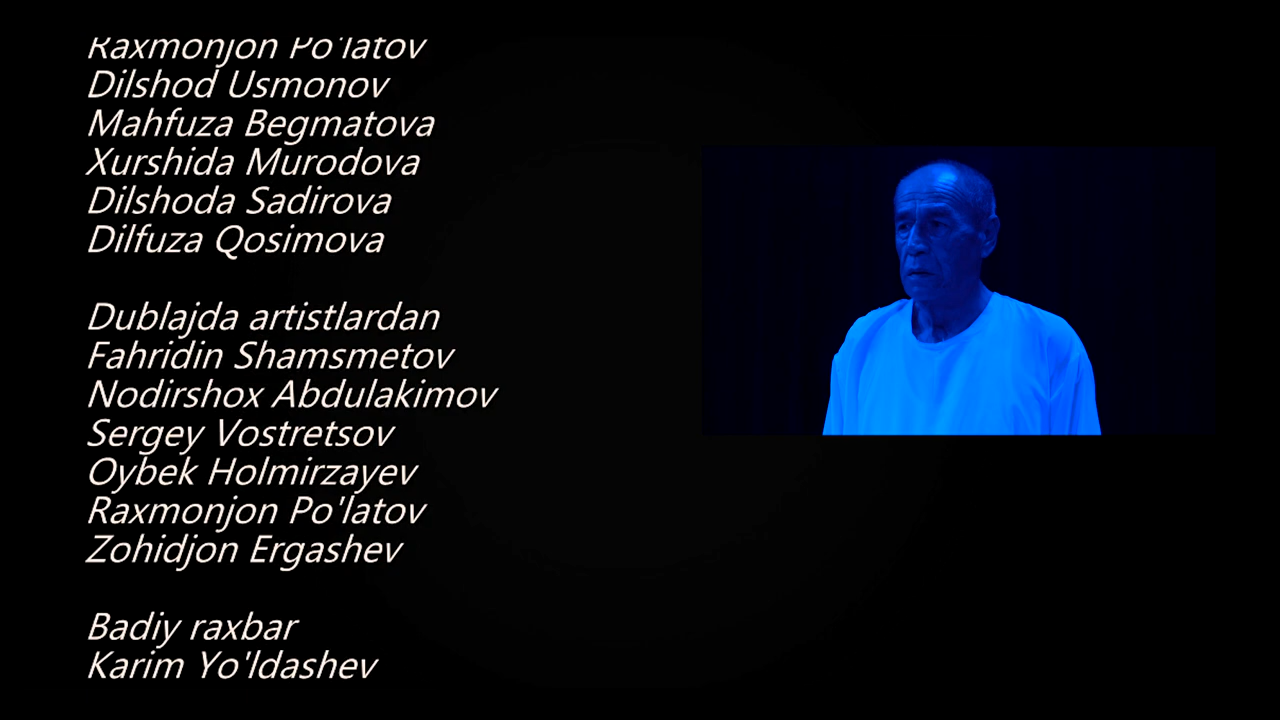 Raxmonjon Po'latov
Dilshod Usmonov
Mahfuza Begmatova
Xurshida Murodova
Dilshoda Sadirova
Dilfuza Qosimova
Dublajda artistlardan
Fahridin Shamsmetov
Nodirshox Abdulakimov
Sergey Vostretsov
Oybek Holmirzayev
Raxmonjon Po'latov
Zohidjon Ergashev
Badiy raxbar
Karim Yo'ldashev